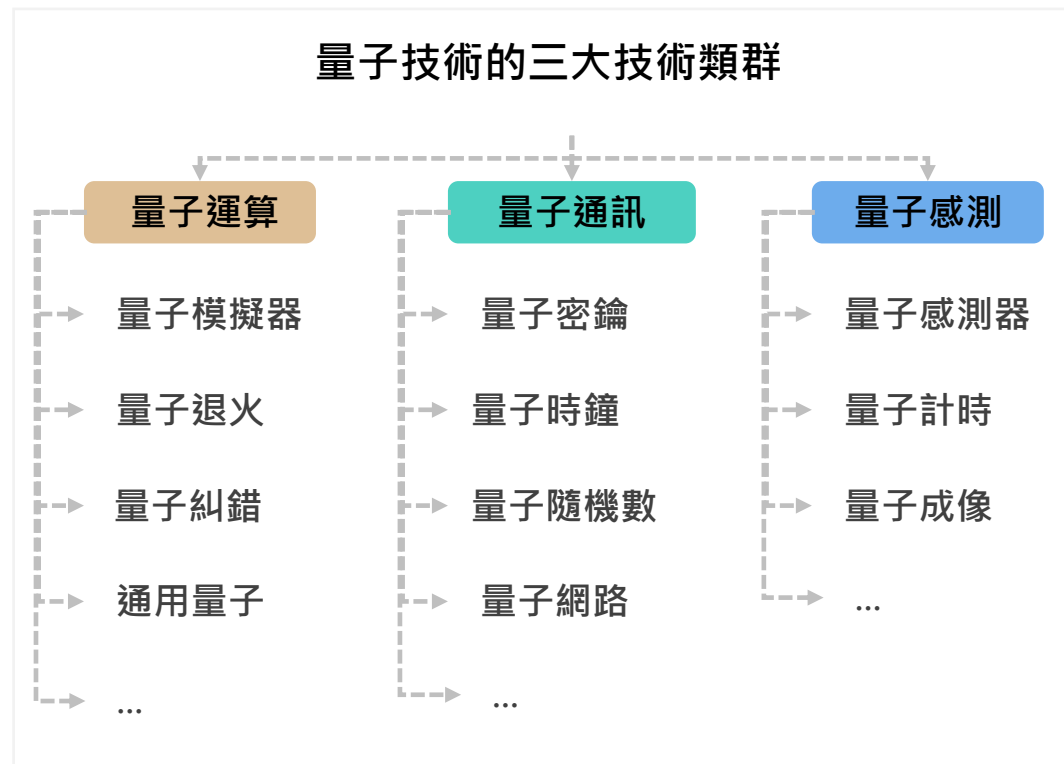 量子技術的三大技術類群
量子運算
量子模擬器
量子退火
量子糾錯
通用量子
...
量子通訊
量子密鑰
量子時鐘
量子隨機數
量子網路
...
量子感測
量子感測器
量子計時
量子成像
...